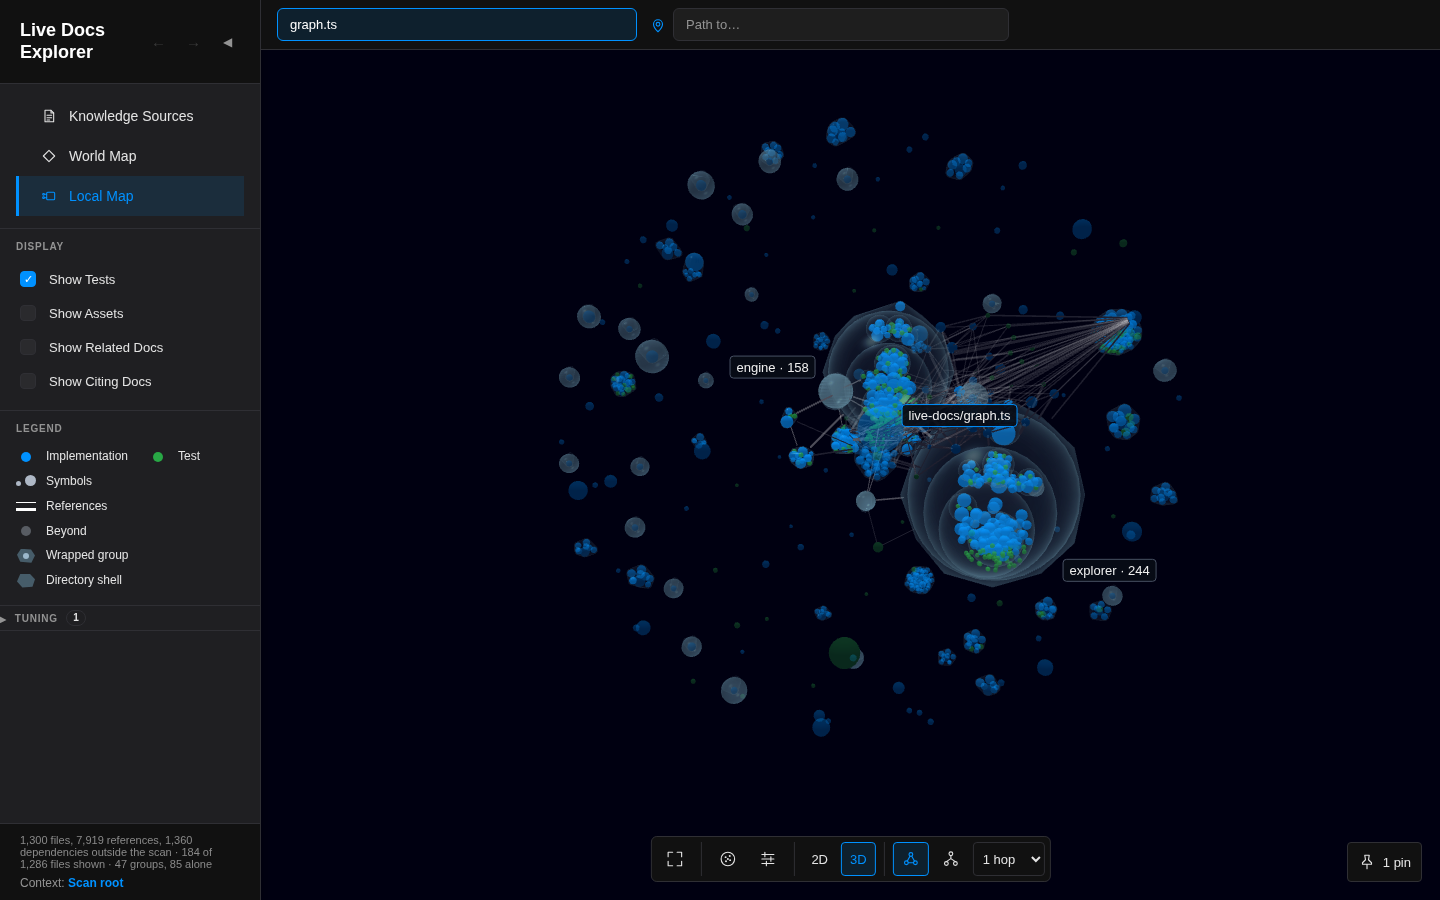 Live Docs
Explorer
← → ◀
graph.ts
Path to…
Knowledge Sources
World Map
Local Map
DISPLAY
✓ Show Tests
Show Assets
Show Related Docs
Show Citing Docs
LEGEND
Implementation Test
Symbols
References
Beyond
Wrapped group
Directory shell
▶ TUNING 1
engine · 158
live-docs/graph.ts
explorer · 244
1,300 files, 7,919 references, 1,360
dependencies outside the scan · 184 of
1,286 files shown · 47 groups, 85 alone
Context: Scan root
2D 3D 1 hop
1 pin